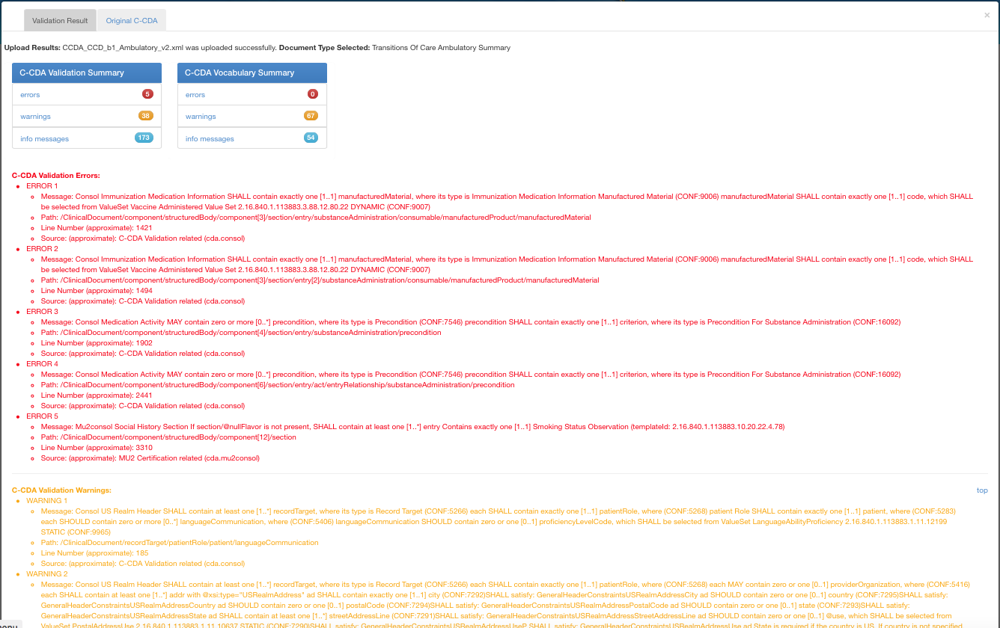 Validation Result
Original C-CDA
×
Upload Results: CCDA_CCD_b1_Ambulatory_v2.xml was uploaded successfully. Document Type Selected: Transitions Of Care Ambulatory Summary
C-CDA Validation Summary
errors 5
warnings 38
info messages 173
C-CDA Vocabulary Summary
errors 0
warnings 67
info messages 54
C-CDA Validation Errors:
ERROR 1
Message: Consol Immunization Medication Information SHALL contain exactly one [1..1] manufacturedMaterial, where its type is Immunization Medication Information Manufactured Material (CONF:9006) manufacturedMaterial SHALL contain exactly one [1..1] code, which SHALL
be selected from ValueSet Vaccine Administered Value Set 2.16.840.1.113883.3.88.12.80.22 DYNAMIC (CONF:9007)
Path: /ClinicalDocument/component/structuredBody/component[3]/section/entry/substanceAdministration/consumable/manufacturedProduct/manufacturedMaterial
Line Number (approximate): 1421
Source: (approximate): C-CDA Validation related (cda.consol)
ERROR 2
Message: Consol Immunization Medication Information SHALL contain exactly one [1..1] manufacturedMaterial, where its type is Immunization Medication Information Manufactured Material (CONF:9006) manufacturedMaterial SHALL contain exactly one [1..1] code, which SHALL
be selected from ValueSet Vaccine Administered Value Set 2.16.840.1.113883.3.88.12.80.22 DYNAMIC (CONF:9007)
Path: /ClinicalDocument/component/structuredBody/component[3]/section/entry[2]/substanceAdministration/consumable/manufacturedProduct/manufacturedMaterial
Line Number (approximate): 1494
Source: (approximate): C-CDA Validation related (cda.consol)
ERROR 3
Message: Consol Medication Activity MAY contain zero or more [0..*] precondition, where its type is Precondition (CONF:7546) precondition SHALL contain exactly one [1..1] criterion, where its type is Precondition For Substance Administration (CONF:16092)
Path: /ClinicalDocument/component/structuredBody/component[4]/section/entry/substanceAdministration/precondition
Line Number (approximate): 1902
Source: (approximate): C-CDA Validation related (cda.consol)
ERROR 4
Message: Consol Medication Activity MAY contain zero or more [0..*] precondition, where its type is Precondition (CONF:7546) precondition SHALL contain exactly one [1..1] criterion, where its type is Precondition For Substance Administration (CONF:16092)
Path: /ClinicalDocument/component/structuredBody/component[6]/section/entry/act/entryRelationship/substanceAdministration/precondition
Line Number (approximate): 2441
Source: (approximate): C-CDA Validation related (cda.consol)
ERROR 5
Message: Mu2consol Social History Section If section/@nullFlavor is not present, SHALL contain at least one [1..*] entry Contains exactly one [1..1] Smoking Status Observation (templateId: 2.16.840.1.113883.10.20.22.4.78)
Path: /ClinicalDocument/component/structuredBody/component[12]/section
Line Number (approximate): 3310
Source: (approximate): MU2 Certification related (cda.mu2consol)
C-CDA Validation Warnings:
top
WARNING 1
Message: Consol US Realm Header SHALL contain at least one [1..*] recordTarget, where its type is Record Target (CONF:5266) each SHALL contain exactly one [1..1] patientRole, where (CONF:5268) patient Role SHALL contain exactly one [1..1] patient, where (CONF:5283)
each SHOULD contain zero or more [0..*] languageCommunication, where (CONF:5406) languageCommunication SHOULD contain zero or one [0..1] proficiencyLevelCode, which SHALL be selected from ValueSet LanguageAbilityProficiency 2.16.840.1.113883.1.11.12199
STATIC (CONF:9965)
Path: /ClinicalDocument/recordTarget/patientRole/patient/languageCommunication
Line Number (approximate): 185
Source: (approximate): C-CDA Validation related (cda.consol)
WARNING 2
Message: Consol US Realm Header SHALL contain at least one [1..*] recordTarget, where its type is Record Target (CONF:5266) each SHALL contain exactly one [1..1] patientRole, where (CONF:5268) each MAY contain zero or one [0..1] providerOrganization, where (CONF:5416)
each SHALL contain at least one [1..*] addr with @xsi:type="USRealmAddress" ad SHALL contain exactly one [1..1] city (CONF:7292)SHALL satisfy: GeneralHeaderConstraintsUSRealmAddressCity ad SHOULD contain zero or one [0..1] country (CONF:7295)SHALL satisfy:
GeneralHeaderConstraintsUSRealmAddressCountry ad SHOULD contain zero or one [0..1] postalCode (CONF:7294)SHALL satisfy: GeneralHeaderConstraintsUSRealmAddressPostalCode ad SHOULD contain zero or one [0..1] state (CONF:7293)SHALL satisfy:
GeneralHeaderConstraintsUSRealmAddressState ad SHALL contain at least one [1..*] streetAddressLine (CONF:7291)SHALL satisfy: GeneralHeaderConstraintsUSRealmAddressStreetAddressLine ad SHOULD contain zero or one [0..1] @use, which SHALL be selected from
ValueSet PostalAddressUse 2.16.840.1.113883.1.11.10637 STATIC (CONF:7290)SHALL satisfy: GeneralHeaderConstraintsUSRealmAddressUseP SHALL satisfy: GeneralHeaderConstraintsUSRealmAddressUse ad State is required if the country is US. If country is not specified